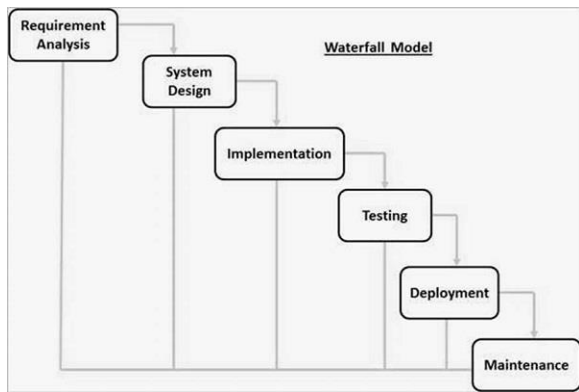 Requirement
Analysis
Waterfall Model
System
Design
Implementation
Testing
Deployment
Maintenance